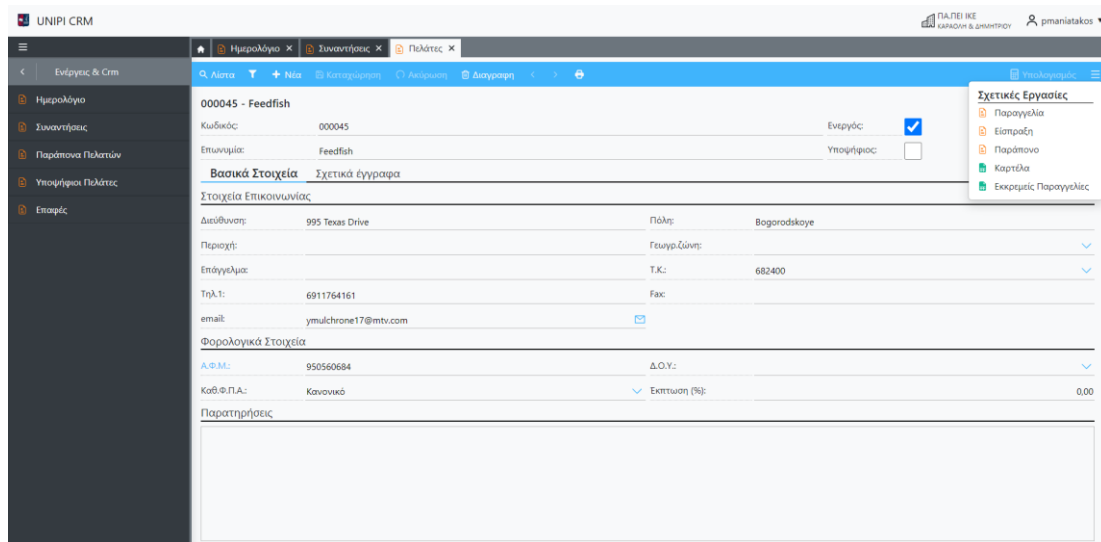 UNIPI CRM
ΠΑ.ΠΕΙ ΙΚΕ
ΚΑΡΑΟΛΗ & ΔΗΜΗΤΡΙΟΥ
pmaniatakos
Ημερολόγιο X
Συναντήσεις X
Πελάτες X
Ενέργειες & Crm
Λίστα
+ Νέα
Καταχώρηση
Ακύρωση
Διαγραφη
Υπολογισμός
Ημερολόγιο
Συναντήσεις
Παράπονα Πελατών
Υποψήφιοι Πελάτες
Επαφές
Σχετικές Εργασίες
Παραγγελία
Είσπραξη
Παράπονο
Καρτέλα
Εκκρεμείς Παραγγελίες
000045 - Feedfish
Κωδικός: 000045 Ενεργός:
Επωνυμία: Feedfish Υποψήφιος:
Βασικά Στοιχεία Σχετικά έγγραφα
Στοιχεία Επικοινωνίας
Διεύθυνση: 995 Texas Drive Πόλη: Bogorodskoye
Περιοχή: Γεωγρ.ζώνη:
Επάγγελμα: Τ.Κ.: 682400
Τηλ.1: 6911764161 Fax:
email: ymulchrone17@mtv.com
Φορολογικά Στοιχεία
Α.Φ.Μ.: 950560684 Δ.Ο.Υ.:
Καθ.Φ.Π.Α.: Κανονικό Έκπτωση (%): 0,00
Παρατηρήσεις